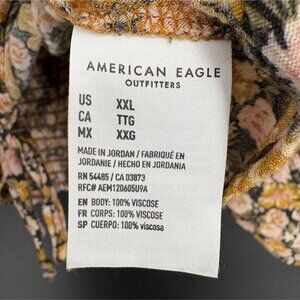 AMERICAN EAGLE
OUTFITTERS
US XXL
CA TTG
MX XXG
MADE IN JORDAN / FABRIQUÉ EN
JORDANIE / HECHO EN JORDANIA
RN 54485 / CA 03873
RFC# AEM120605U9A
EN BODY: 100% VISCOSE
FR CORPS: 100% VISCOSE
SP CUERPO: 100% viscosa